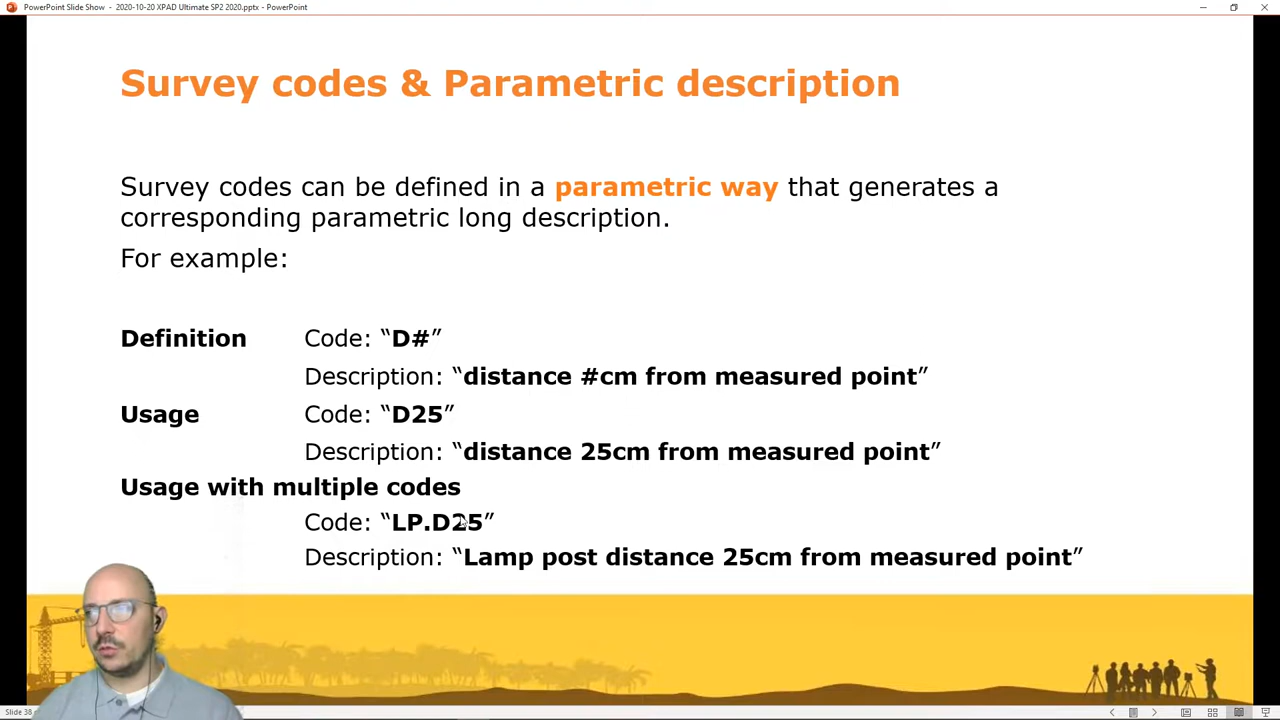 PowerPoint Slide Show - 2020-10-20 XPAD Ultimate SP2 2020.pptx - PowerPoint
Survey codes & Parametric description
Survey codes can be defined in a parametric way that generates a
corresponding parametric long description.
For example:
Definition Code: “D#”
Description: “distance #cm from measured point”
Usage Code: “D25”
Description: “distance 25cm from measured point”
Usage with multiple codes
Code: “LP.D25”
Description: “Lamp post distance 25cm from measured point”
Slide 38